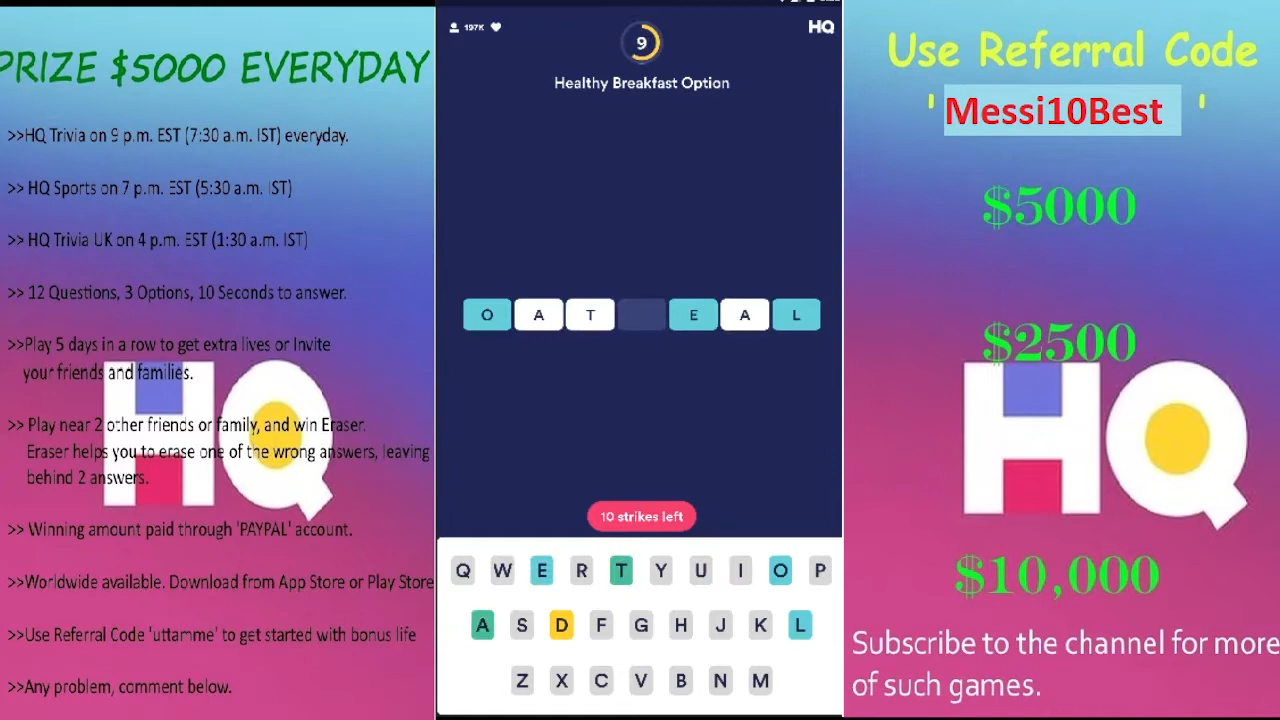 PRIZE $5000 EVERYDAY
>>HQ Trivia on 9 p.m. EST (7:30 a.m. IST) everyday.
>> HQ Sports on 7 p.m. EST (5:30 a.m. IST)
>> HQ Trivia UK on 4 p.m. EST (1:30 a.m. IST)
>> 12 Questions, 3 Options, 10 Seconds to answer.
>>Play 5 days in a row to get extra lives or Invite
your friends and families.
>> Play near 2 other friends or family, and win Eraser.
Eraser helps you to erase one of the wrong answers, leaving
behind 2 answers.
>> Winning amount paid through 'PAYPAL' account.
>>Worldwide available. Download from App Store or Play Store
>>Use Referral Code 'uttamme' to get started with bonus life
>>Any problem, comment below.
HQ
197K
9
HQ
Healthy Breakfast Option
O A T E A L
10 strikes left
Q W E R T Y U I O P
A S D F G H J K L
Z X C V B N M
Use Referral Code
' Messi10Best '
$5000
$2500
HQ
$10,000
Subscribe to the channel for more
of such games.